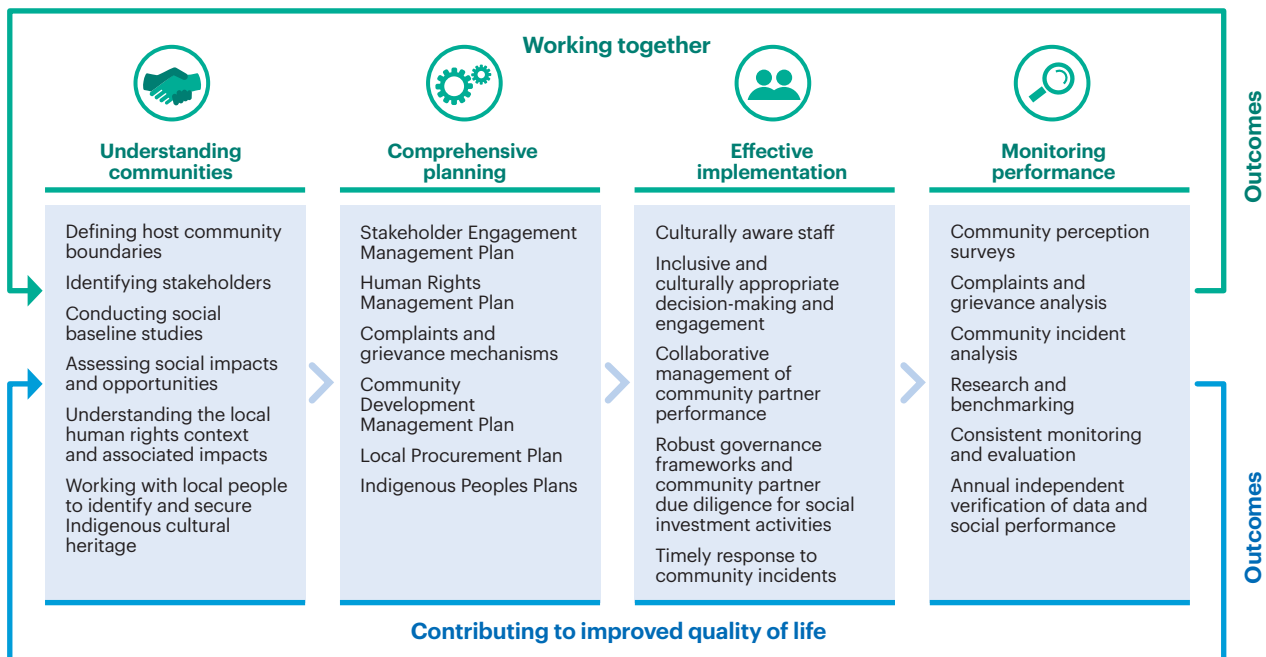 Working together
Understanding
communities
Defining host community
boundaries
Identifying stakeholders
Conducting social
baseline studies
Assessing social impacts
and opportunities
Understanding the local
human rights context
and associated impacts
Working with local people
to identify and secure
Indigenous cultural
heritage
Comprehensive
planning
Stakeholder Engagement
Management Plan
Human Rights
Management Plan
Complaints and
grievance mechanisms
Community
Development
Management Plan
Local Procurement Plan
Indigenous Peoples Plans
Effective
implementation
Culturally aware staff
Inclusive and
culturally appropriate
decision-making and
engagement
Collaborative
management of
community partner
performance
Robust governance
frameworks and
community partner
due diligence for social
investment activities
Timely response to
community incidents
Monitoring
performance
Community perception
surveys
Complaints and
grievance analysis
Community incident
analysis
Research and
benchmarking
Consistent monitoring
and evaluation
Annual independent
verification of data and
social performance
Outcomes
Outcomes
Contributing to improved quality of life